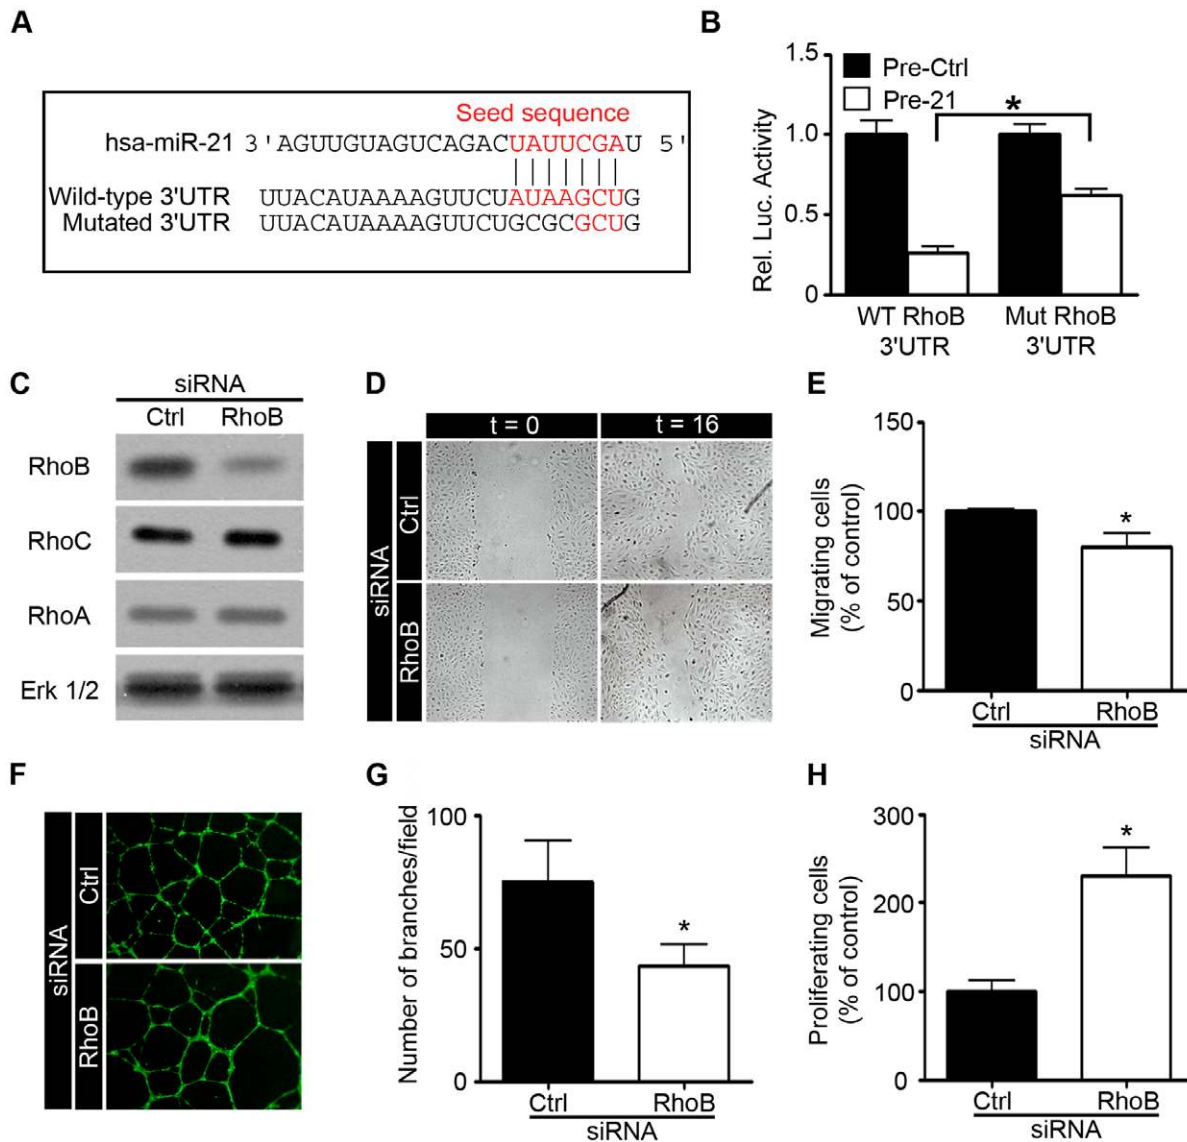 A
Seed sequence
hsa-miR-21 3'AGUUGUAGUCAGACUAUUCGAU 5'
Wild-type 3'UTR UUACAUAAAAGUUCUAUAAGCUG
Mutated 3'UTR UUACAUAAAAGUUCUGCGCGCUG
B
Rel. Luc. Activity
1.5
1.0
0.5
0
Pre-Ctrl
Pre-21
*
WT RhoB
3'UTR
Mut RhoB
3'UTR
C
siRNA
Ctrl RhoB
RhoB
RhoC
RhoA
Erk 1/2
D
t = 0 t = 16
siRNA
Ctrl
RhoB
E
Migrating cells
(% of control)
150
100
50
0
*
Ctrl RhoB
siRNA
F
siRNA
Ctrl
RhoB
G
Number of branches/field
100
50
0
*
Ctrl RhoB
siRNA
H
Proliferating cells
(% of control)
300
200
100
0
*
Ctrl RhoB
siRNA